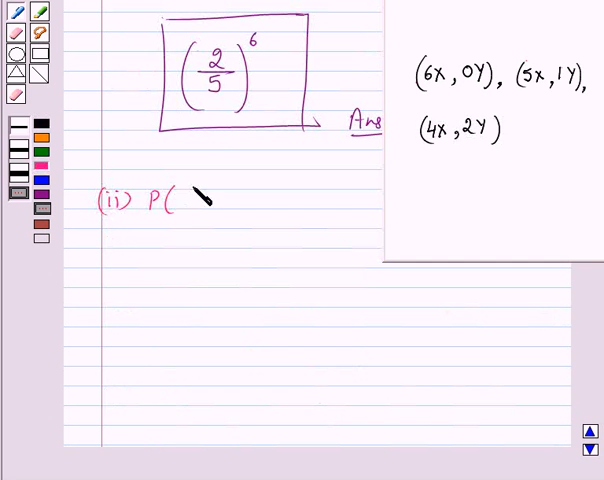 (2/5)^6
Ans
(6X, 0Y), (5X, 1Y),
(4X, 2Y)
(ii) P(